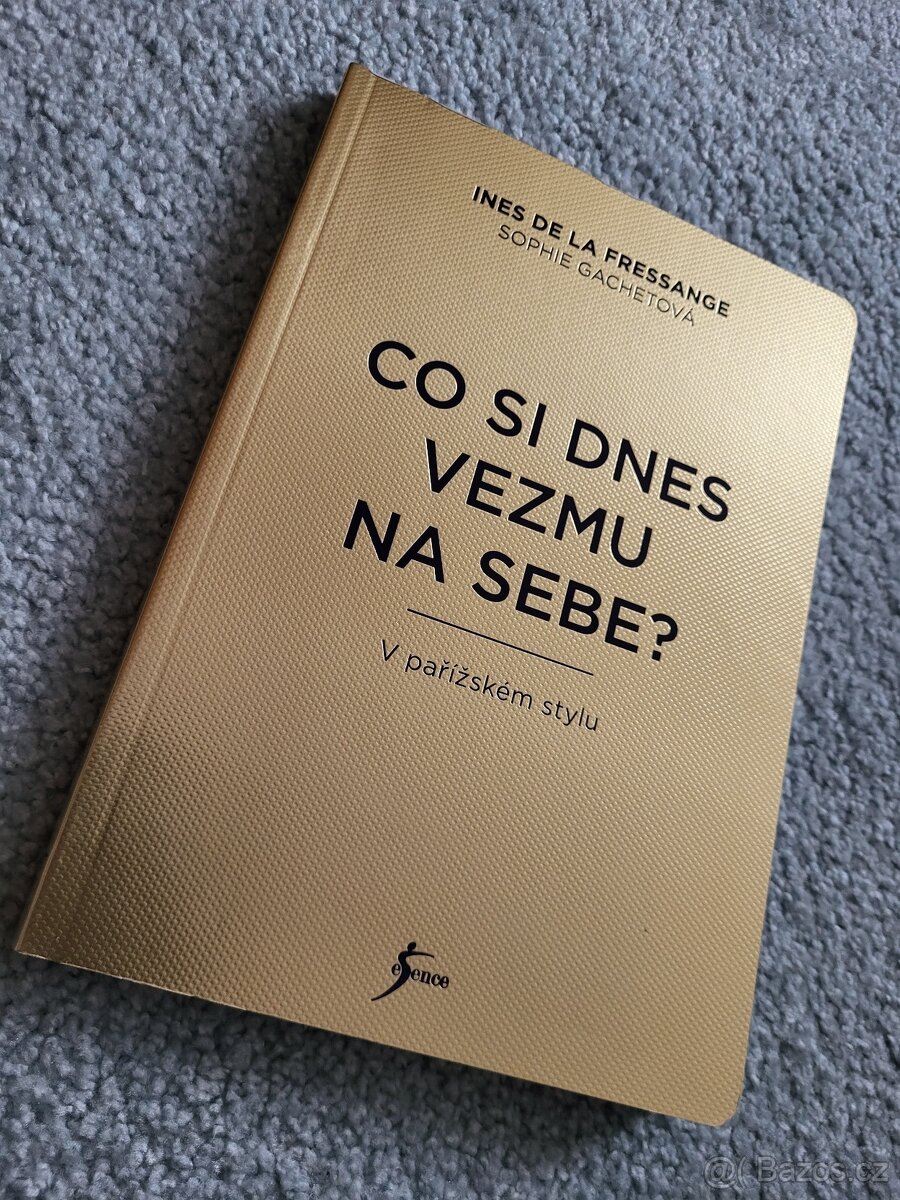 INES DE LA FRESSANGE
SOPHIE GACHETOVÁ
CO SI DNES
VEZMU
NA SEBE?
V pařížském stylu
esence
@( Bazos.cz